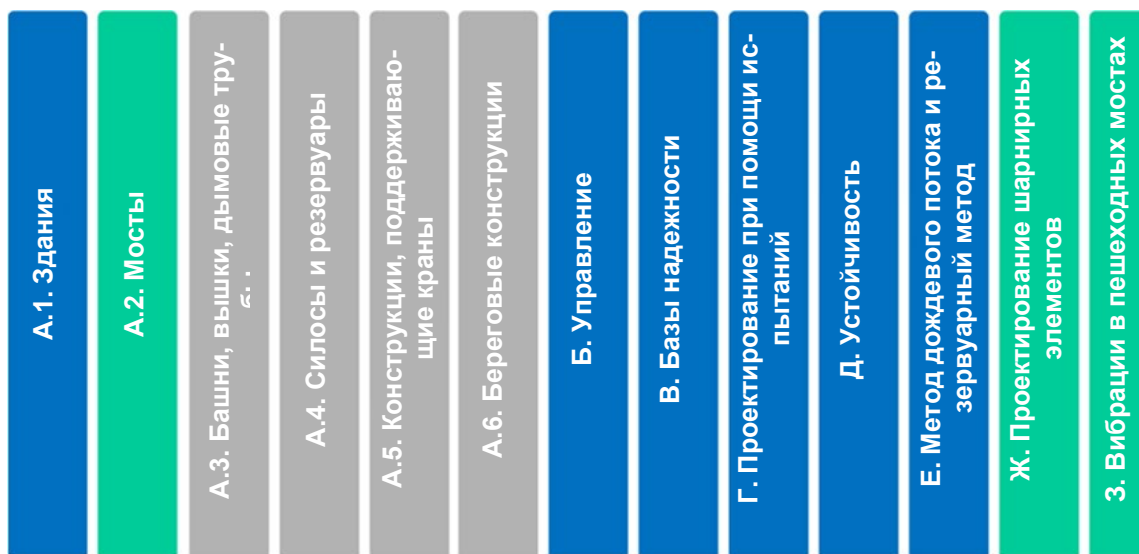 А.1. Здания
А.2. Мосты
А.3. Башни, вышки, дымовые тру-
А.4. Силосы и резервуары
А.5. Конструкции, поддерживаю-
щие краны
А.6. Береговые конструкции
Б. Управление
В. Базы надежности
Г. Проектирование при помощи ис-
пытаний
Д. Устойчивость
Е. Метод дождевого потока и ре-
зервуарный метод
Ж. Проектирование шарнирных
элементов
З. Вибрации в пешеходных мостах